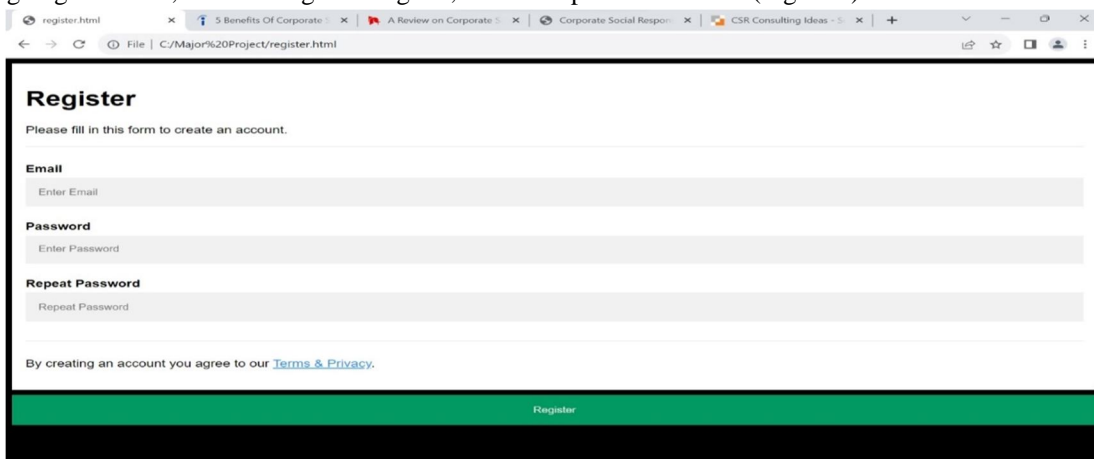 register.html
5 Benefits Of Corporate S
A Review on Corporate S
Corporate Social Respon
CSR Consulting Ideas - S
File | C:/Major%20Project/register.html
Register
Please fill in this form to create an account.
Email
Enter Email
Password
Enter Password
Repeat Password
Repeat Password
By creating an account you agree to our Terms & Privacy.
Register